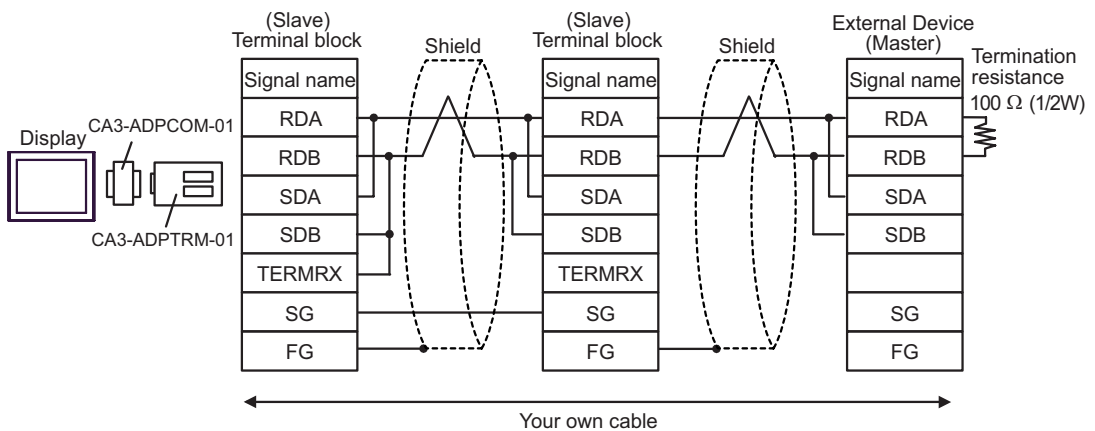 (Slave)
Terminal block
Shield
(Slave)
Terminal block
Shield
External Device
(Master)
Termination
resistance
100 Ω (1/2W)
Display
CA3-ADPCOM-01
CA3-ADPTRM-01
Signal name
RDA
RDB
SDA
SDB
TERMRX
SG
FG
Signal name
RDA
RDB
SDA
SDB
TERMRX
SG
FG
Signal name
RDA
RDB
SDA
SDB
SG
FG
Your own cable